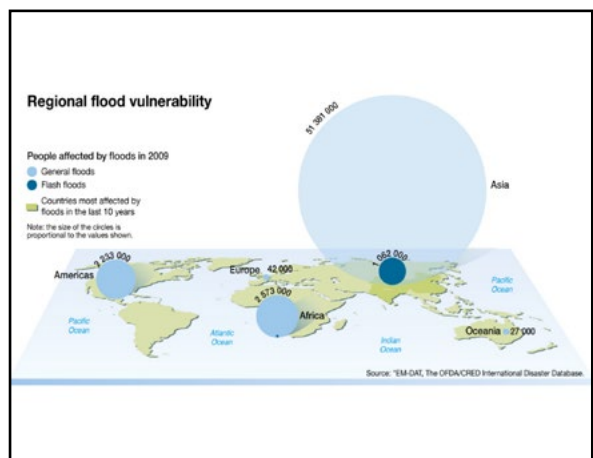 Regional flood vulnerability
People affected by floods in 2009
General floods
Flash floods
Countries most affected by
floods in the last 10 years
Note: the size of the circles is
proportional to the values shown.
51 381 000
Asia
3 233 000
Americas
Europe 42 000
1 062 000
2 573 000
Africa
Pacific
Ocean
Pacific
Ocean
Atlantic
Ocean
Indian
Ocean
Oceania 27 000
Source: "EM-DAT, The OFDA/CRED International Disaster Database.